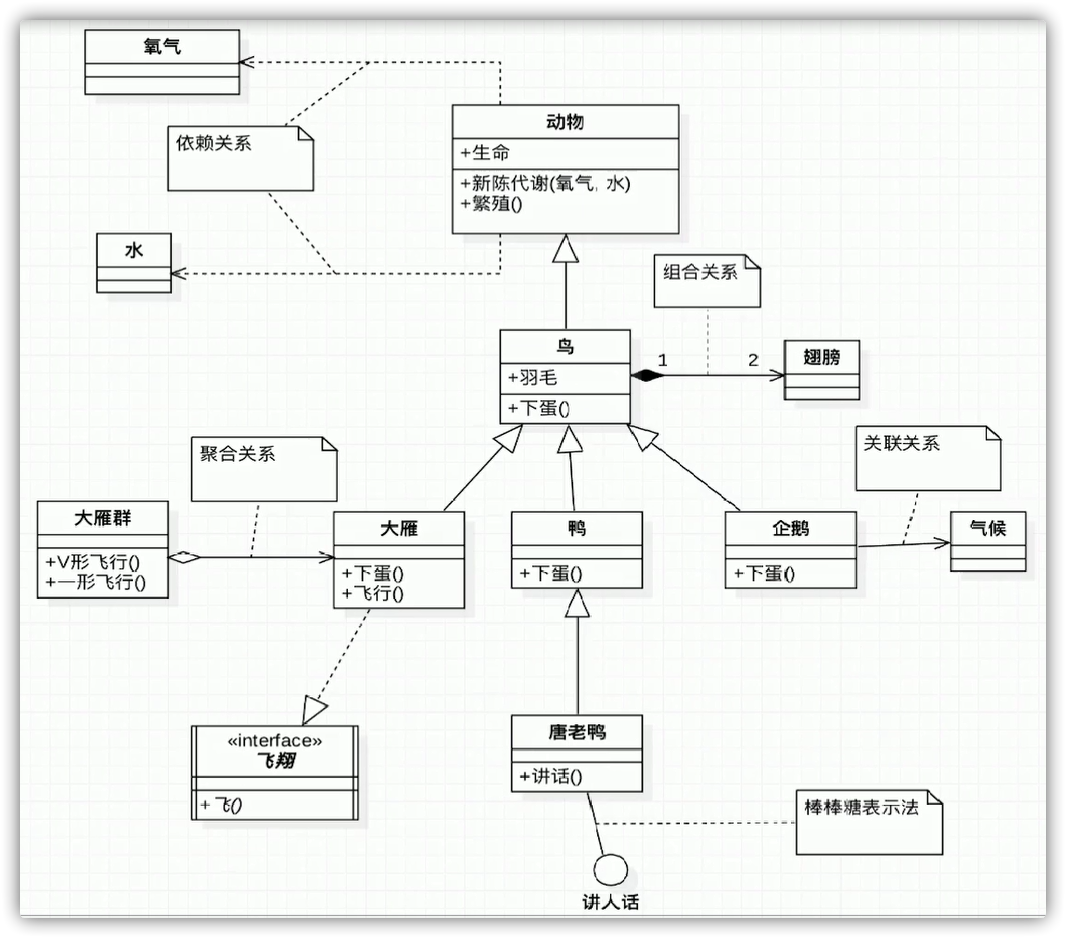 氧气
依赖关系
水
动物
+生命
+新陈代谢(氧气, 水)
+繁殖()
组合关系
鸟
+羽毛
+下蛋()
1
2
翅膀
聚合关系
关联关系
大雁群
+V形飞行()
+一形飞行()
大雁
+下蛋()
+飞行()
鸭
+下蛋()
企鹅
+下蛋()
气候
«interface»
飞翔
+飞()
唐老鸭
+讲话()
棒棒糖表示法
讲人话